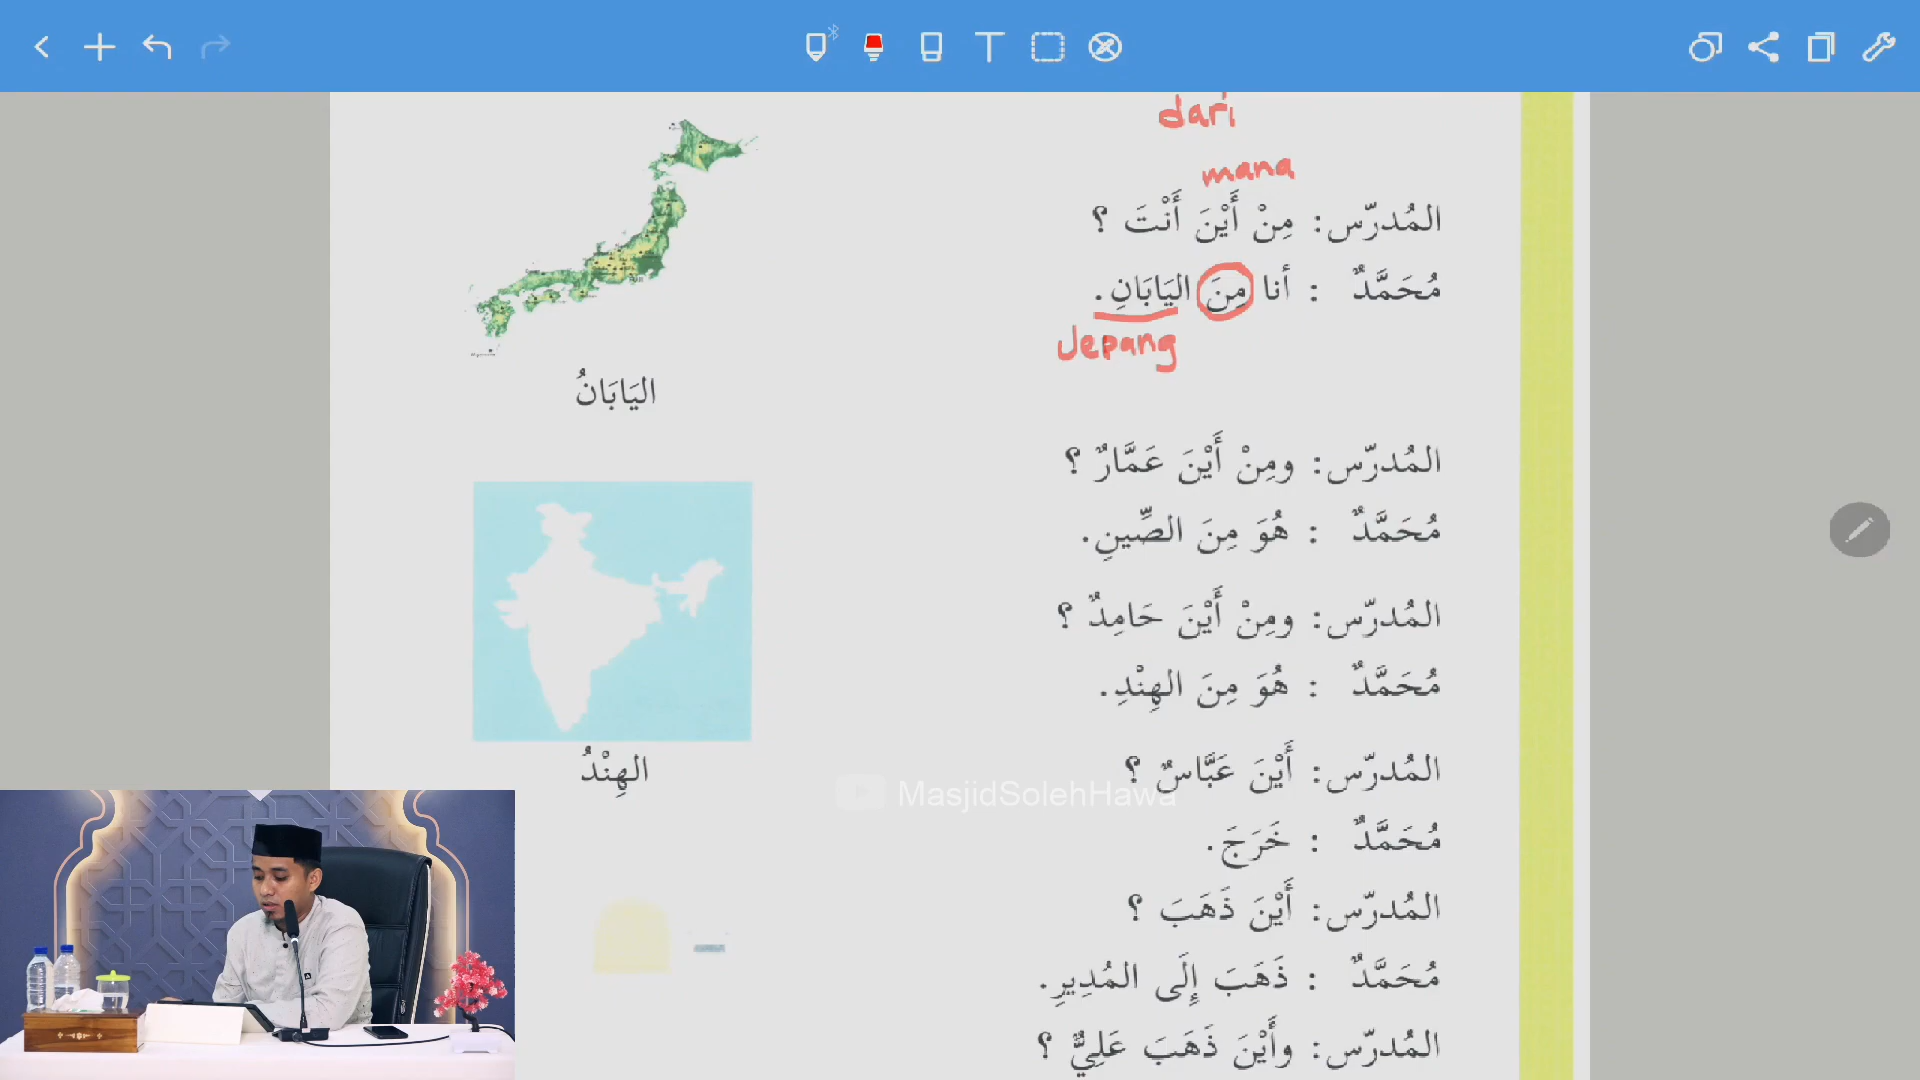 dari
mana
المُدرّس: مِنْ أَيْنَ أَنْتَ ؟
مُحَمَّدٌ : أنا مِنَ اليَابَانِ.
Jepang
اليَابَانُ
المُدرّس: ومِنْ أَيْنَ عَمَّارٌ ؟
مُحَمَّدٌ : هُوَ مِنَ الصِّينِ.
المُدرّس: ومِنْ أَيْنَ حَامِدٌ ؟
مُحَمَّدٌ : هُوَ مِنَ الهِنْدِ.
الهِنْدُ
المُدرّس: أَيْنَ عَبَّاسٌ ؟
MasjidSolehHawa
مُحَمَّدٌ : خَرَجَ.
المُدرّس: أَيْنَ ذَهَبَ ؟
مُحَمَّدٌ : ذَهَبَ إِلَى المُدِيرِ.
المُدرّس: وأَيْنَ ذَهَبَ عَلِيٌّ ؟